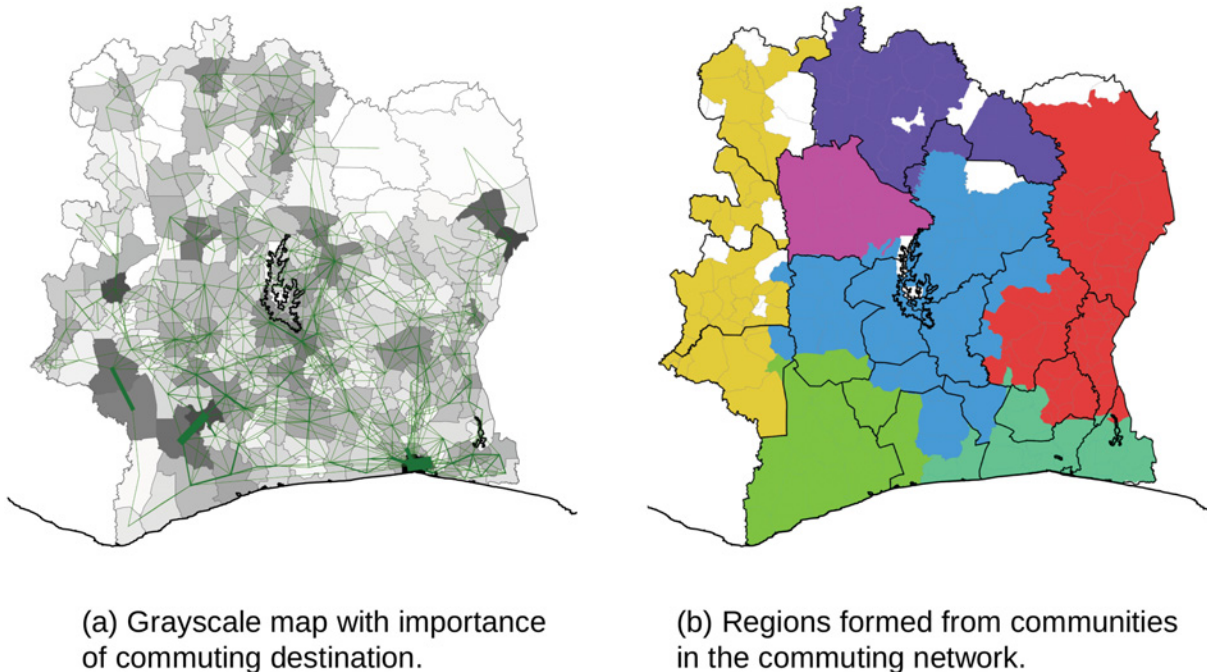 (a) Grayscale map with importance
of commuting destination.
(b) Regions formed from communities
in the commuting network.